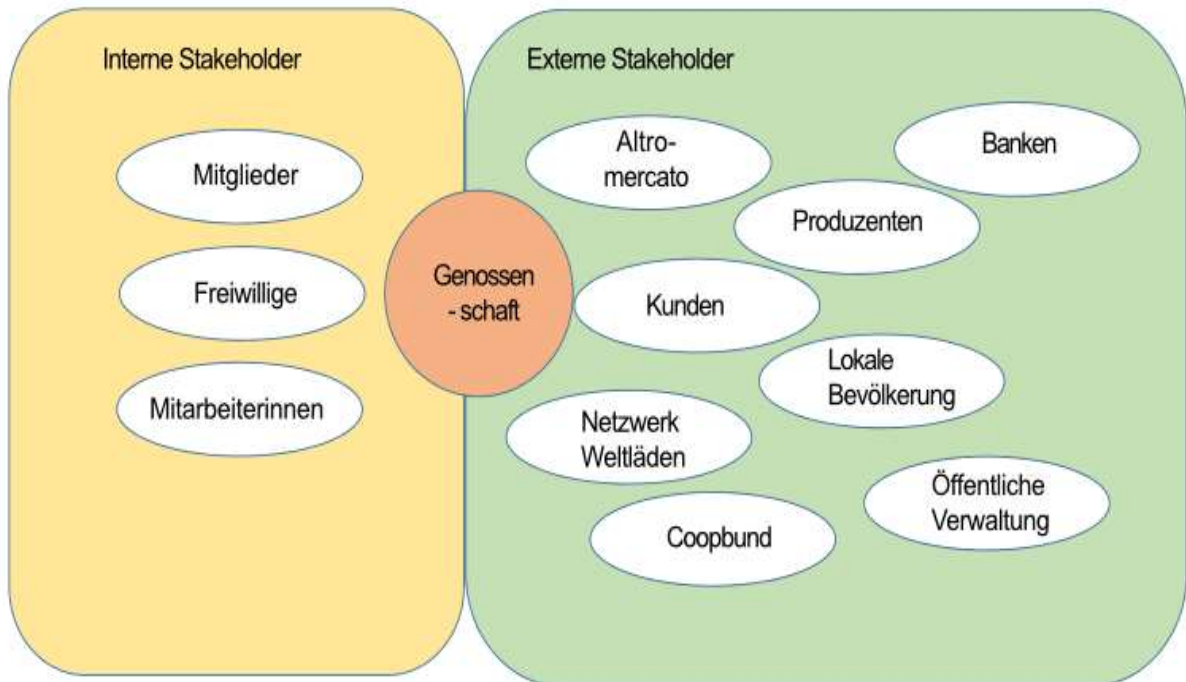 Interne Stakeholder
Mitglieder
Freiwillige
Mitarbeiterinnen
Genossen
- schaft
Externe Stakeholder
Altro-
mercato
Banken
Produzenten
Kunden
Lokale
Bevölkerung
Netzwerk
Weltläden
Öffentliche
Verwaltung
Coopbund